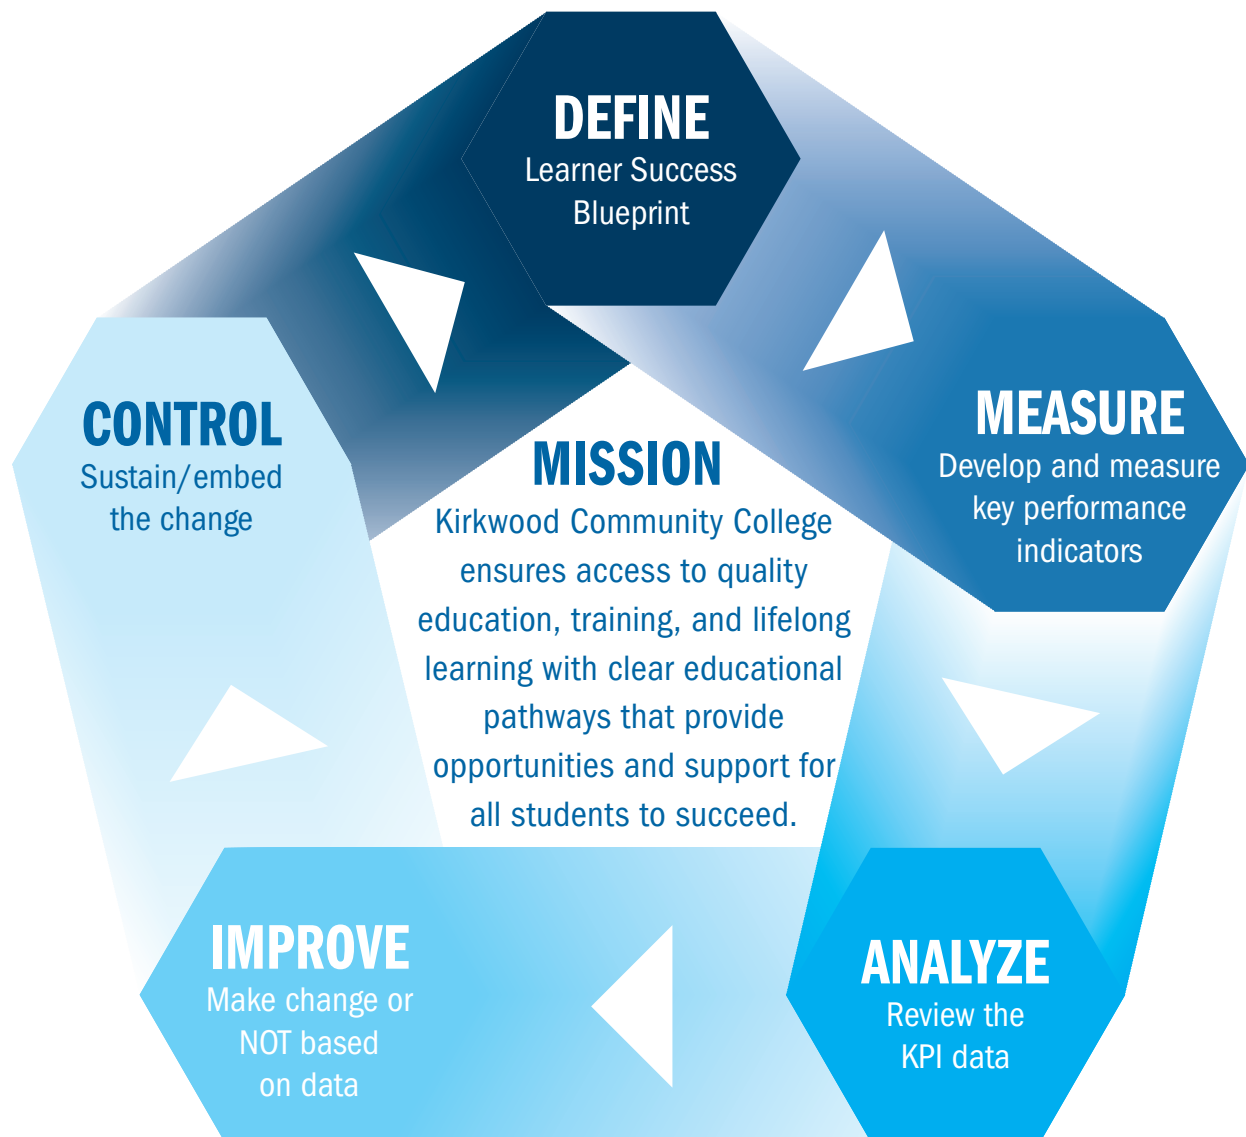 DEFINE
Learner Success
Blueprint
MEASURE
Develop and measure
key performance
indicators
ANALYZE
Review the
KPI data
IMPROVE
Make change or
NOT based
on data
CONTROL
Sustain/embed
the change
MISSION
Kirkwood Community College
ensures access to quality
education, training, and lifelong
learning with clear educational
pathways that provide
opportunities and support for
all students to succeed.